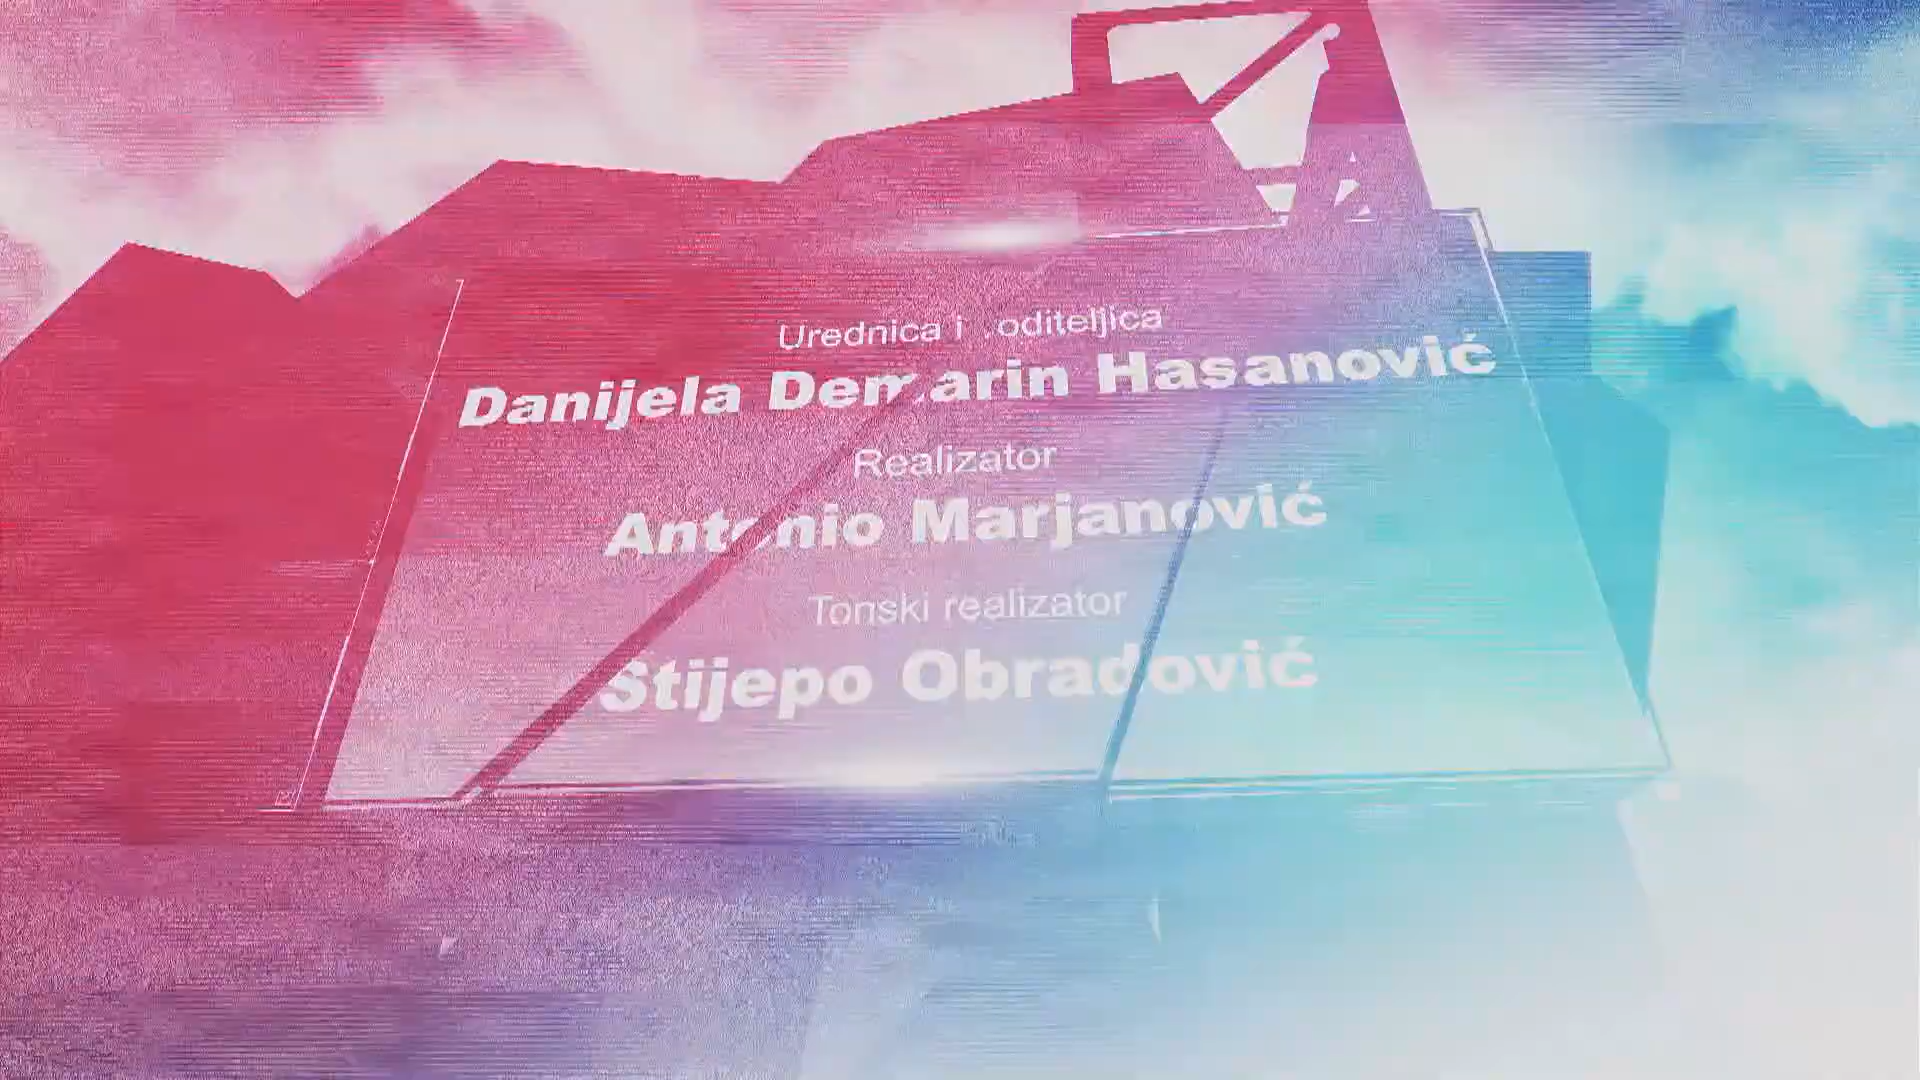 Urednica i voditeljica
Danijela Demarin Hasanović
Realizator
Antonio Marjanović
Tonski realizator
Stijepo Obradović